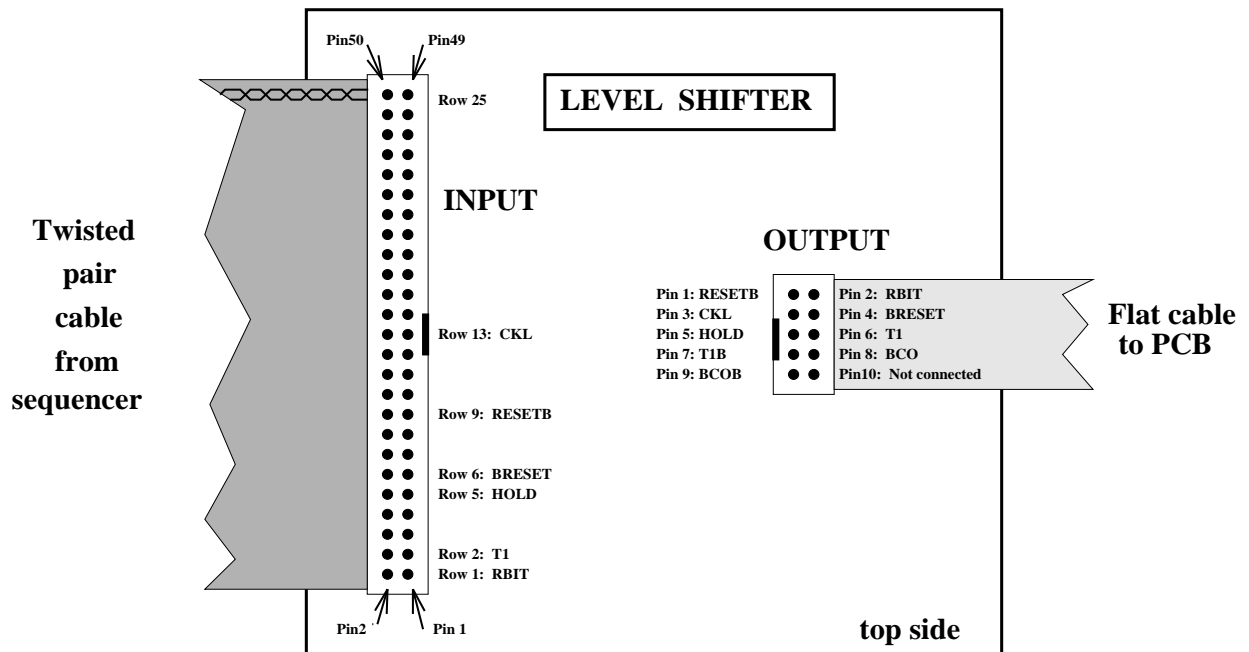 Pin50
Pin49
Row 25
LEVEL SHIFTER
INPUT
Twisted
pair
cable
from
sequencer
OUTPUT
Pin 1: RESETB
Pin 2: RBIT
Pin 3: CKL
Pin 4: BRESET
Pin 5: HOLD
Pin 6: T1
Pin 7: T1B
Pin 8: BCO
Pin 9: BCOB
Pin10: Not connected
Flat cable
to PCB
Row 13: CKL
Row 9: RESETB
Row 6: BRESET
Row 5: HOLD
Row 2: T1
Row 1: RBIT
Pin2
Pin 1
top side